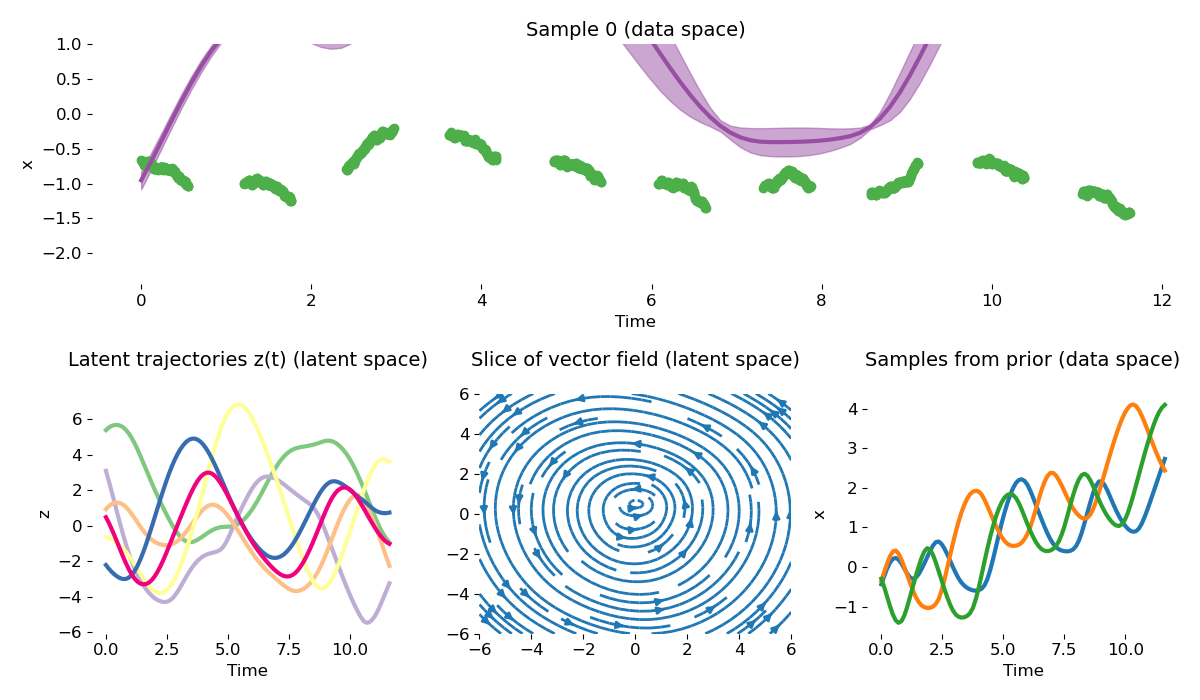 Sample 0 (data space)
1.0
0.5
0.0
−0.5
−1.0
−1.5
−2.0
x
0 2 4 6 8 10 12
Time
Latent trajectories z(t) (latent space)
6
4
2
0
−2
−4
−6
z
0.0 2.5 5.0 7.5 10.0
Time
Slice of vector field (latent space)
6
4
2
0
−2
−4
−6
−6 −4 −2 0 2 4 6
Samples from prior (data space)
4
3
2
1
0
−1
x
0.0 2.5 5.0 7.5 10.0
Time